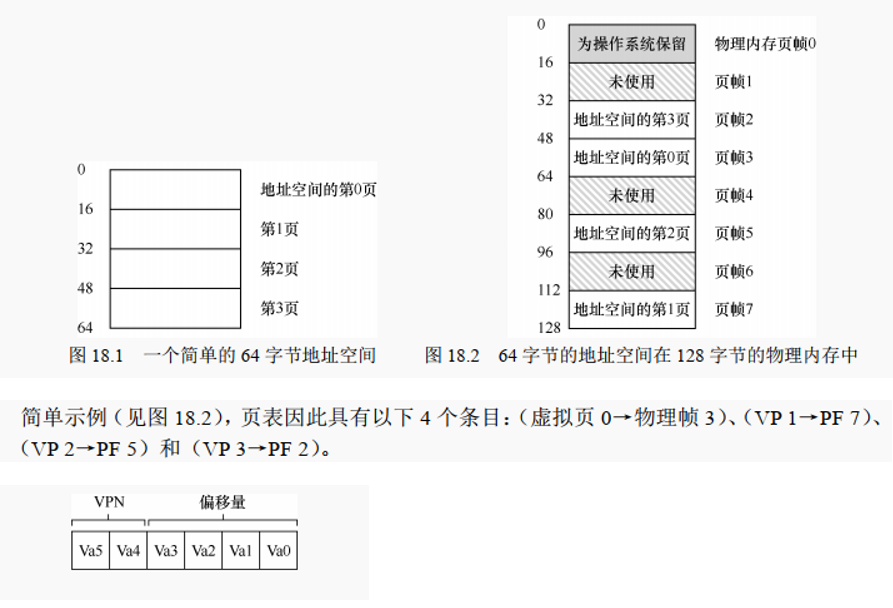 0
地址空间的第0页
16
第1页
32
第2页
48
第3页
64
图 18.1 一个简单的 64 字节地址空间
0
为操作系统保留 物理内存页帧0
16
未使用 页帧1
32
地址空间的第3页 页帧2
48
地址空间的第0页 页帧3
64
未使用 页帧4
80
地址空间的第2页 页帧5
96
未使用 页帧6
112
地址空间的第1页 页帧7
128
图 18.2 64 字节的地址空间在 128 字节的物理内存中
简单示例（见图 18.2），页表因此具有以下 4 个条目：（虚拟页 0→物理帧 3）、（VP 1→PF 7）、
（VP 2→PF 5）和（VP 3→PF 2）。
VPN 偏移量
Va5 Va4 Va3 Va2 Va1 Va0